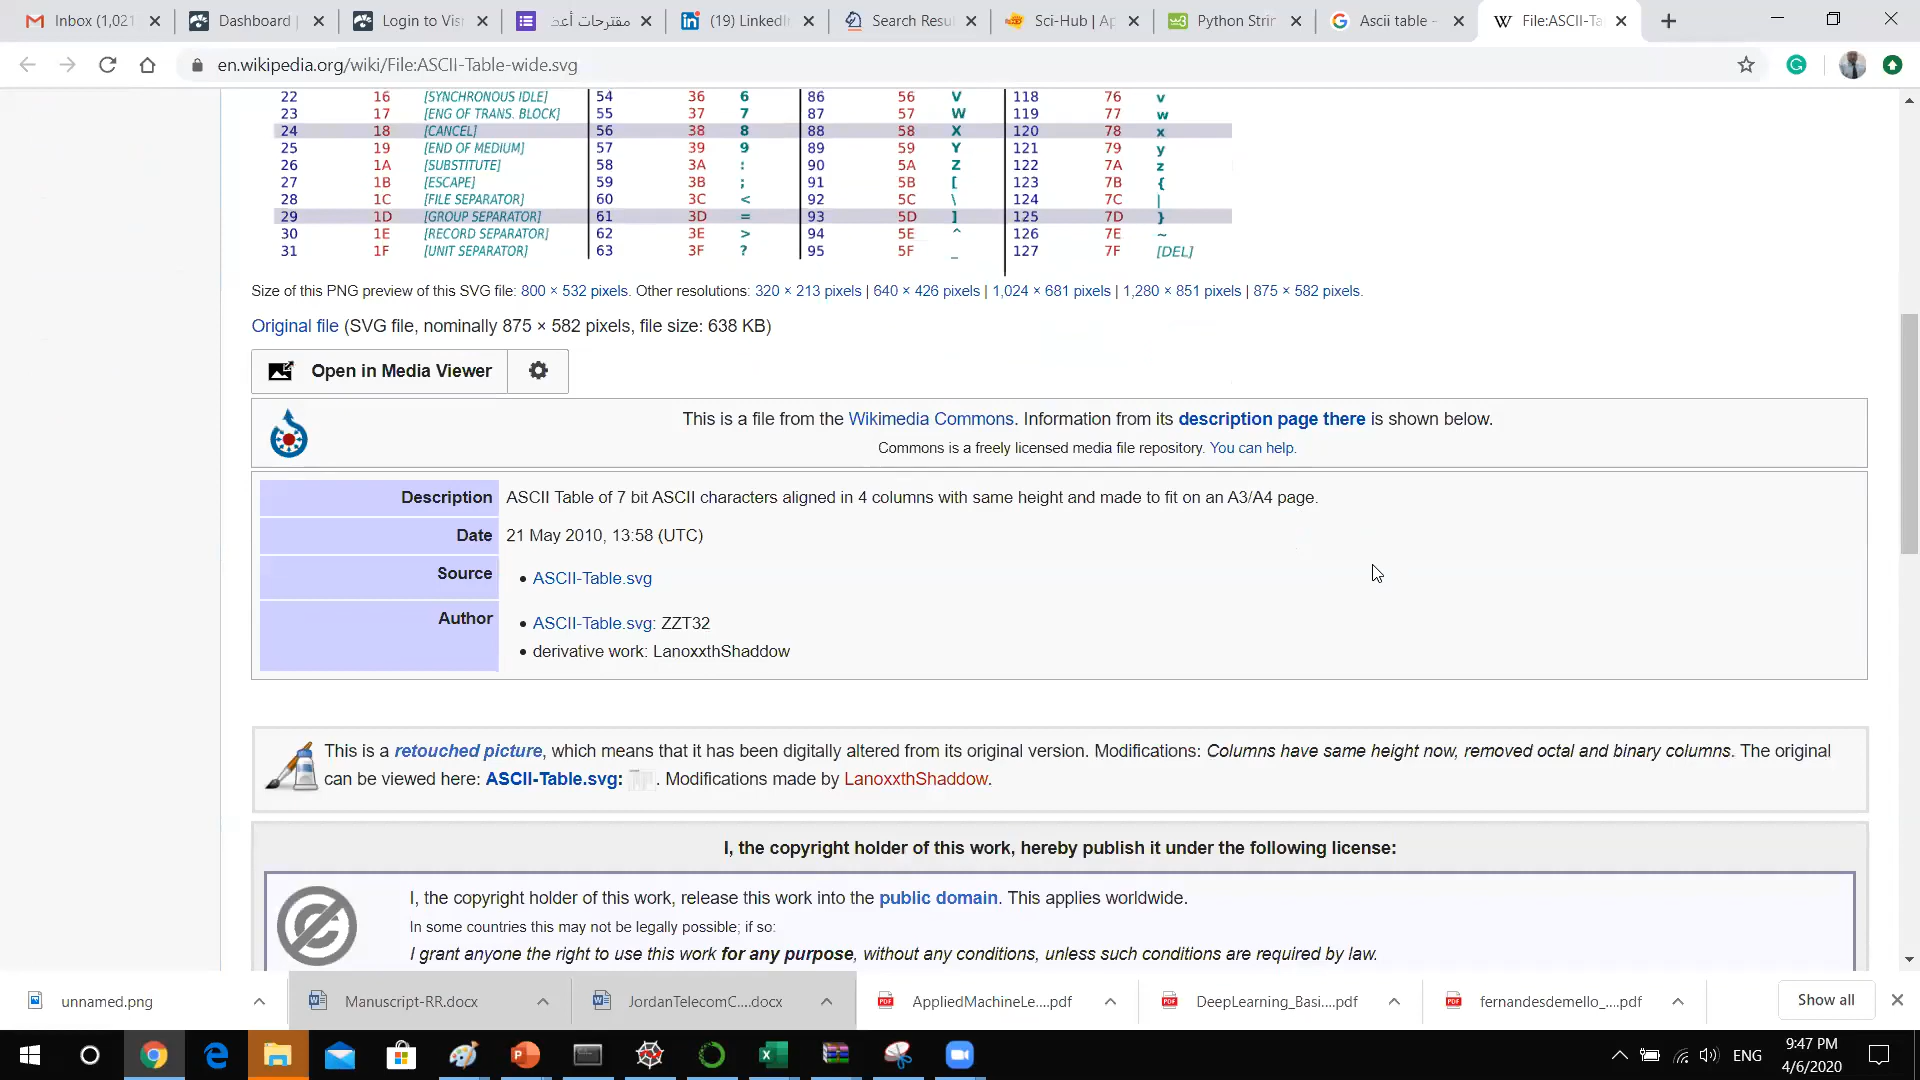 Inbox (1,021
Dashboard |
Login to Visr
مقترحات أعد
(19) LinkedIn
Search Resu
Sci-Hub | Ap
Python Strin
Ascii table -
File:ASCII-Ta
en.wikipedia.org/wiki/File:ASCII-Table-wide.svg
22 16 [SYNCHRONOUS IDLE] 54 36 6 86 56 V 118 76 v
23 17 [ENG OF TRANS. BLOCK] 55 37 7 87 57 W 119 77 w
24 18 [CANCEL] 56 38 8 88 58 X 120 78 x
25 19 [END OF MEDIUM] 57 39 9 89 59 Y 121 79 y
26 1A [SUBSTITUTE] 58 3A : 90 5A Z 122 7A z
27 1B [ESCAPE] 59 3B ; 91 5B [ 123 7B {
28 1C [FILE SEPARATOR] 60 3C < 92 5C \ 124 7C |
29 1D [GROUP SEPARATOR] 61 3D = 93 5D ] 125 7D }
30 1E [RECORD SEPARATOR] 62 3E > 94 5E ^ 126 7E ~
31 1F [UNIT SEPARATOR] 63 3F ? 95 5F _ 127 7F [DEL]
Size of this PNG preview of this SVG file: 800 × 532 pixels. Other resolutions: 320 × 213 pixels | 640 × 426 pixels | 1,024 × 681 pixels | 1,280 × 851 pixels | 875 × 582 pixels.
Original file (SVG file, nominally 875 × 582 pixels, file size: 638 KB)
Open in Media Viewer
This is a file from the Wikimedia Commons. Information from its description page there is shown below.
Commons is a freely licensed media file repository. You can help.
Description ASCII Table of 7 bit ASCII characters aligned in 4 columns with same height and made to fit on an A3/A4 page.
Date 21 May 2010, 13:58 (UTC)
Source • ASCII-Table.svg
Author • ASCII-Table.svg: ZZT32
• derivative work: LanoxxthShaddow
This is a retouched picture, which means that it has been digitally altered from its original version. Modifications: Columns have same height now, removed octal and binary columns. The original
can be viewed here: ASCII-Table.svg: . Modifications made by LanoxxthShaddow.
I, the copyright holder of this work, hereby publish it under the following license:
I, the copyright holder of this work, release this work into the public domain. This applies worldwide.
In some countries this may not be legally possible; if so:
I grant anyone the right to use this work for any purpose, without any conditions, unless such conditions are required by law.
unnamed.png
Manuscript-RR.docx
JordanTelecomC....docx
AppliedMachineLe....pdf
DeepLearning_Basi....pdf
fernandesdemello_....pdf
Show all
ENG
9:47 PM
4/6/2020